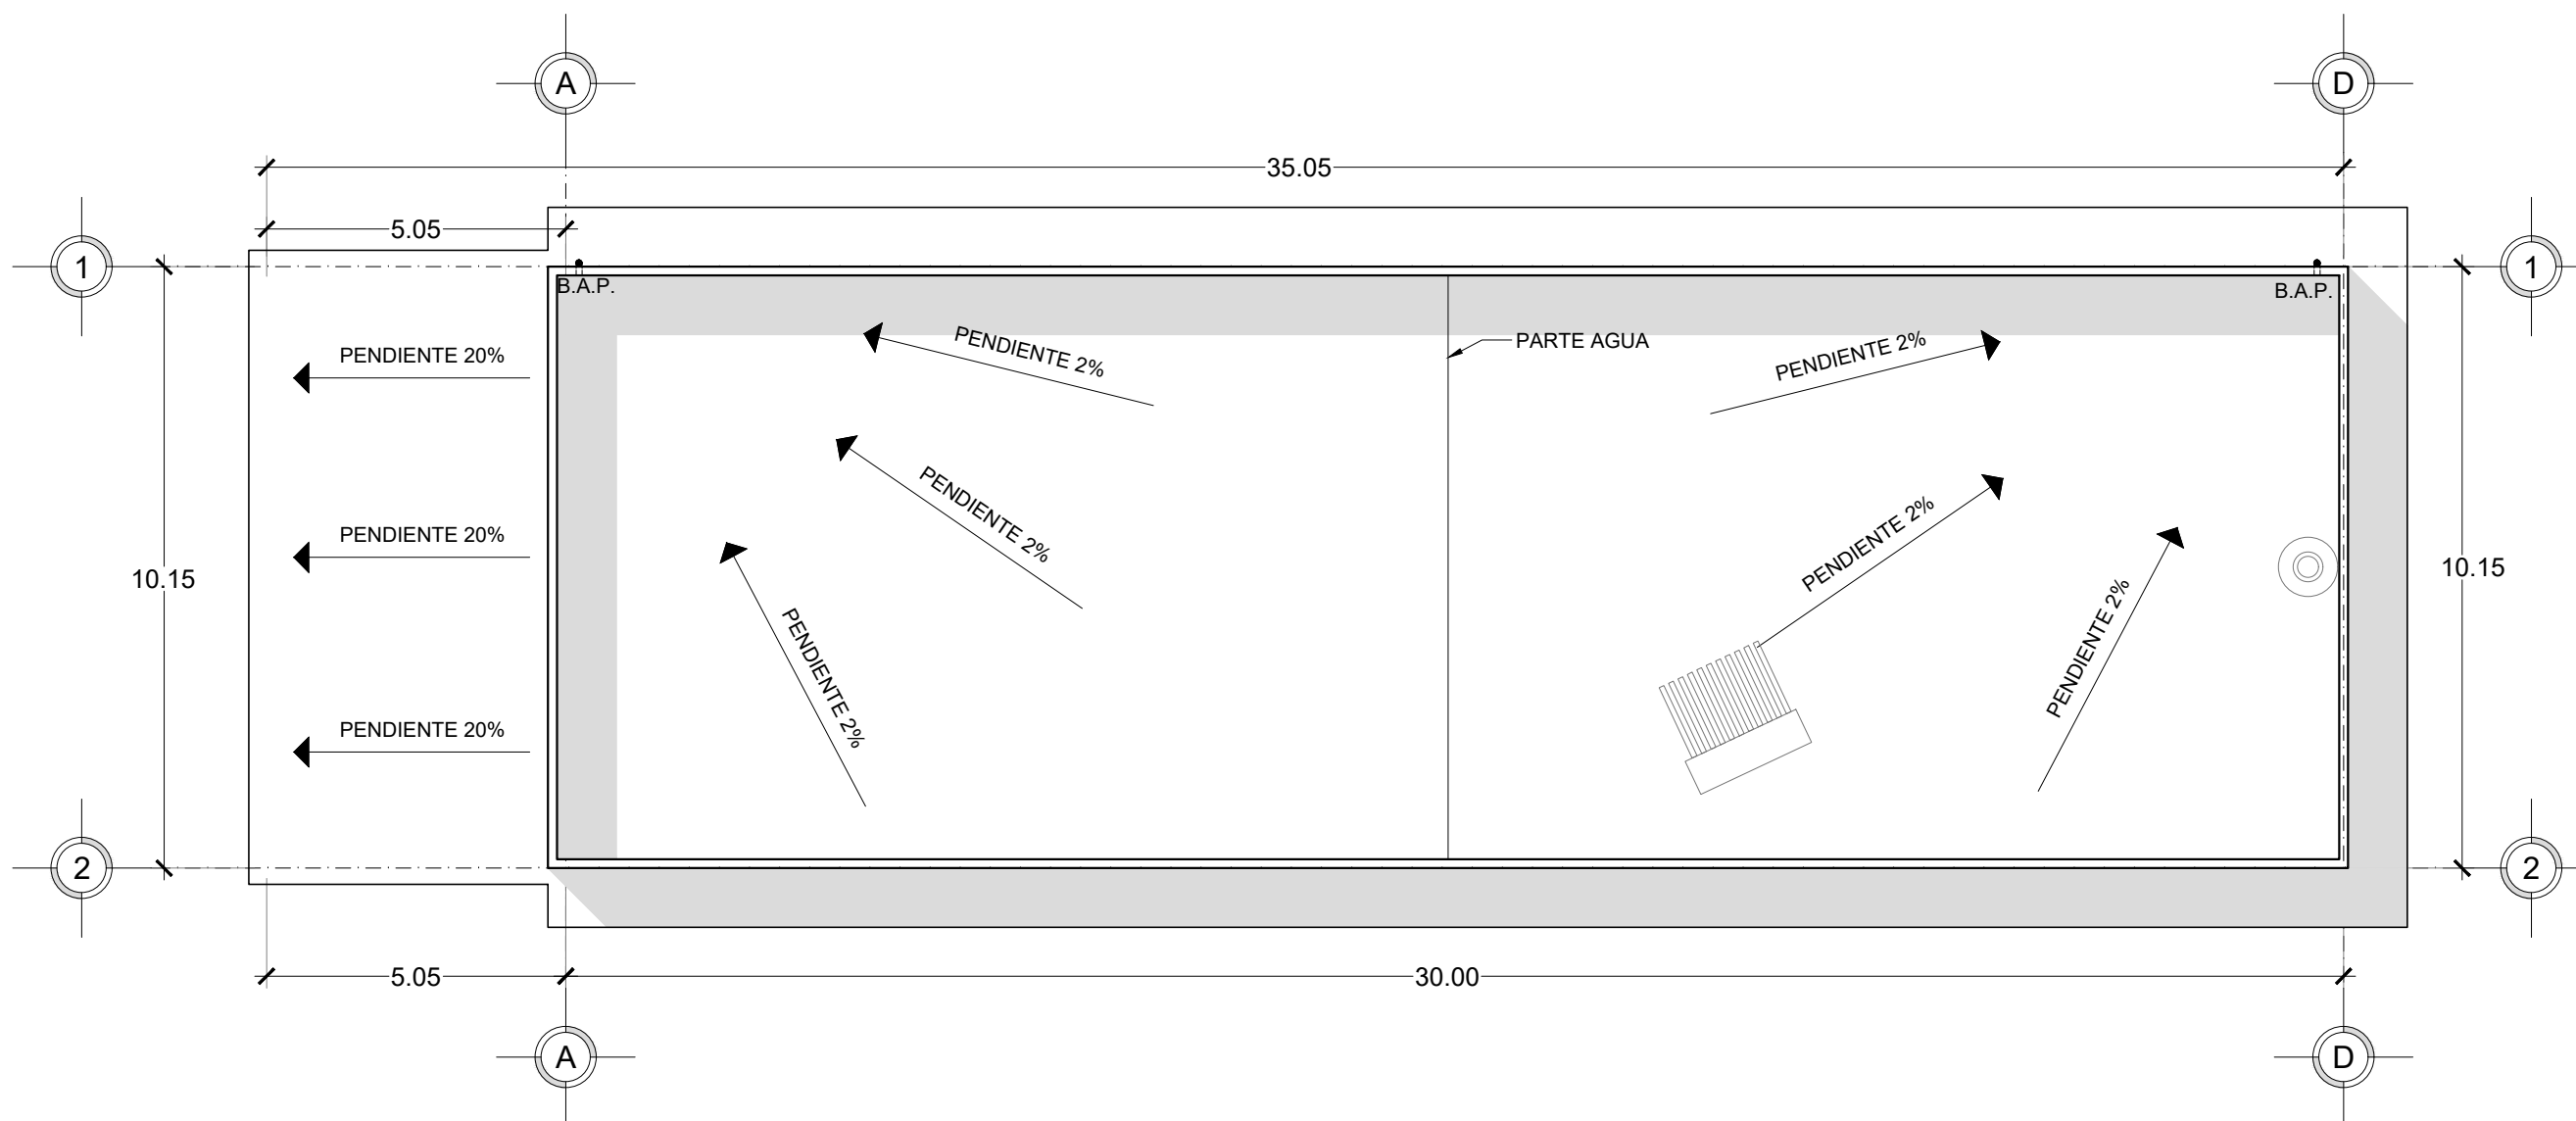 A
D
35.05
5.05
1
1
B.A.P.
B.A.P.
PENDIENTE 2%
PARTE AGUA
PENDIENTE 2%
PENDIENTE 20%
PENDIENTE 2%
PENDIENTE 2%
PENDIENTE 20%
10.15
10.15
PENDIENTE 2%
PENDIENTE 2%
PENDIENTE 20%
2
2
5.05
30.00
A
D